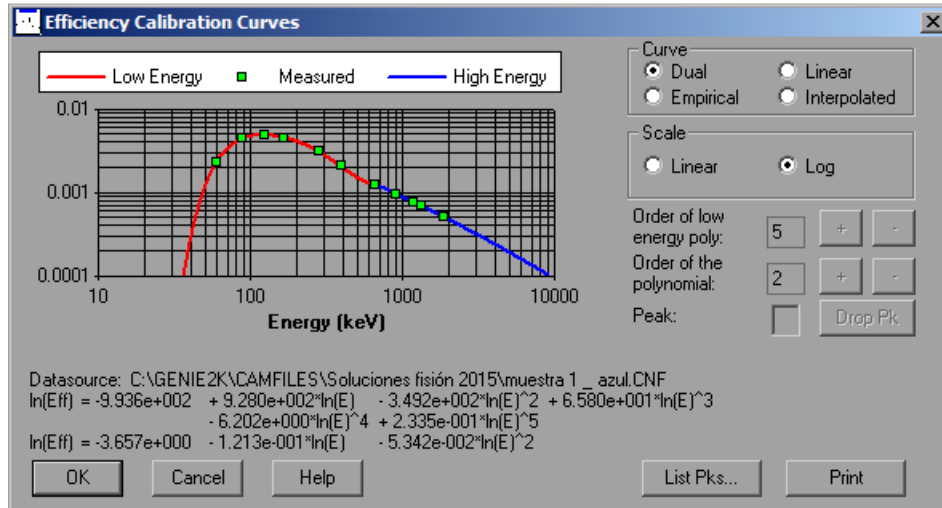 Efficiency Calibration Curves
Low Energy Measured High Energy
0.01
0.001
0.0001
10 100 1000 10000
Energy (keV)
Curve
Dual Linear
Empirical Interpolated
Scale
Linear Log
Order of low
energy poly: 5 + -
Order of the
polynomial: 2 + -
Peak: Drop Pk
Datasource: C:\GENIE2K\CAMFILES\Soluciones fisión 2015\muestra 1 _ azul.CNF
ln(Eff) = -9.936e+002 + 9.280e+002*ln(E) - 3.492e+002*ln(E)^2 + 6.580e+001*ln(E)^3
- 6.202e+000*ln(E)^4 + 2.335e-001*ln(E)^5
ln(Eff) = -3.657e+000 - 1.213e-001*ln(E) - 5.342e-002*ln(E)^2
OK Cancel Help List Pks... Print